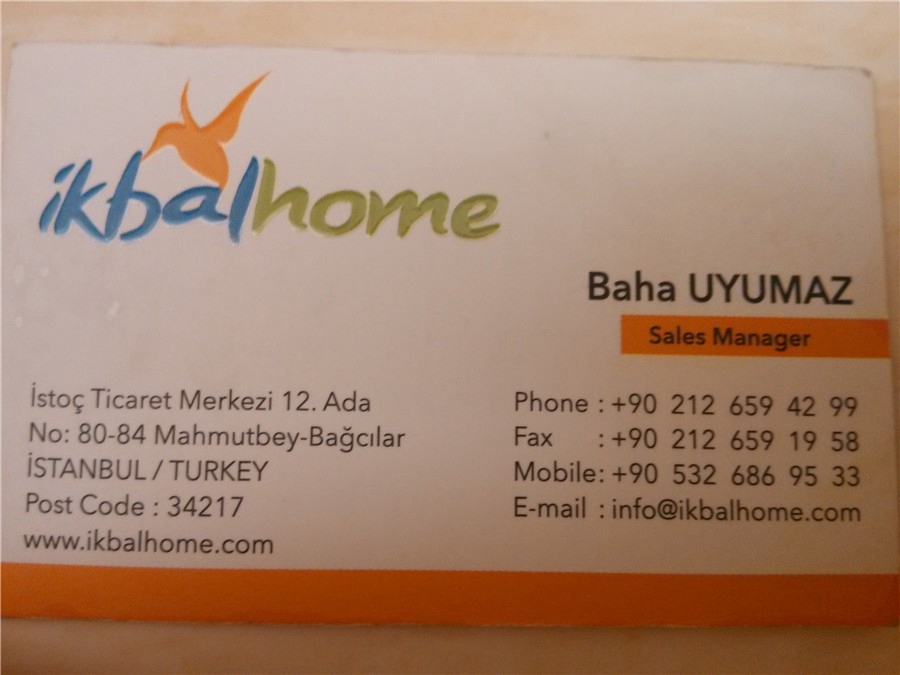 ikbalhome
Baha UYUMAZ
Sales Manager
İstoç Ticaret Merkezi 12. Ada
No: 80-84 Mahmutbey-Bağcılar
İSTANBUL / TURKEY
Post Code : 34217
www.ikbalhome.com
Phone : +90 212 659 42 99
Fax : +90 212 659 19 58
Mobile: +90 532 686 95 33
E-mail : info@ikbalhome.com